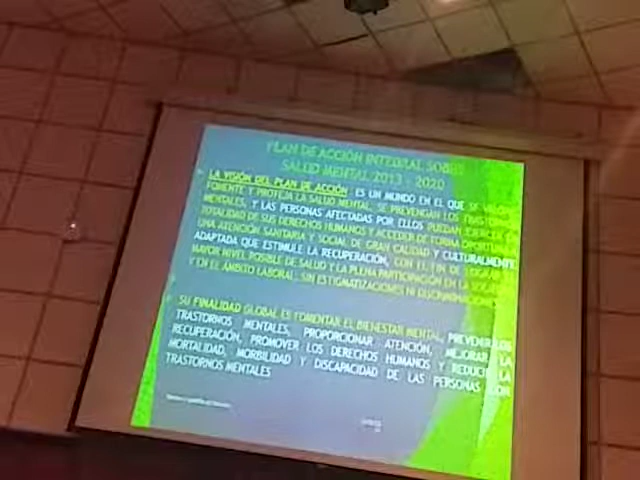 PLAN DE ACCIÓN INTEGRAL SOBRE
SALUD MENTAL 2013 - 2020
LA VISIÓN DEL PLAN DE ACCIÓN: ES UN MUNDO EN EL QUE SE VALORE,
FOMENTE Y PROTEJA LA SALUD MENTAL, SE PREVENGAN LOS TRASTORNOS
MENTALES, Y LAS PERSONAS AFECTADAS POR ELLOS PUEDAN EJERCER LA
TOTALIDAD DE SUS DERECHOS HUMANOS Y ACCEDER DE FORMA OPORTUNA A
UNA ATENCIÓN SANITARIA Y SOCIAL DE GRAN CALIDAD Y CULTURALMENTE
ADAPTADA QUE ESTIMULE LA RECUPERACIÓN, CON EL FIN DE LOGRAR EL
MAYOR NIVEL POSIBLE DE SALUD Y LA PLENA PARTICIPACIÓN EN LA SOCIEDAD
Y EN EL ÁMBITO LABORAL, SIN ESTIGMATIZACIONES NI DISCRIMINACIONES
SU FINALIDAD GLOBAL ES FOMENTAR EL BIENESTAR MENTAL, PREVENIR LOS
TRASTORNOS MENTALES, PROPORCIONAR ATENCIÓN, MEJORAR LA
RECUPERACIÓN, PROMOVER LOS DERECHOS HUMANOS Y REDUCIR LA
MORTALIDAD, MORBILIDAD Y DISCAPACIDAD DE LAS PERSONAS CON
TRASTORNOS MENTALES